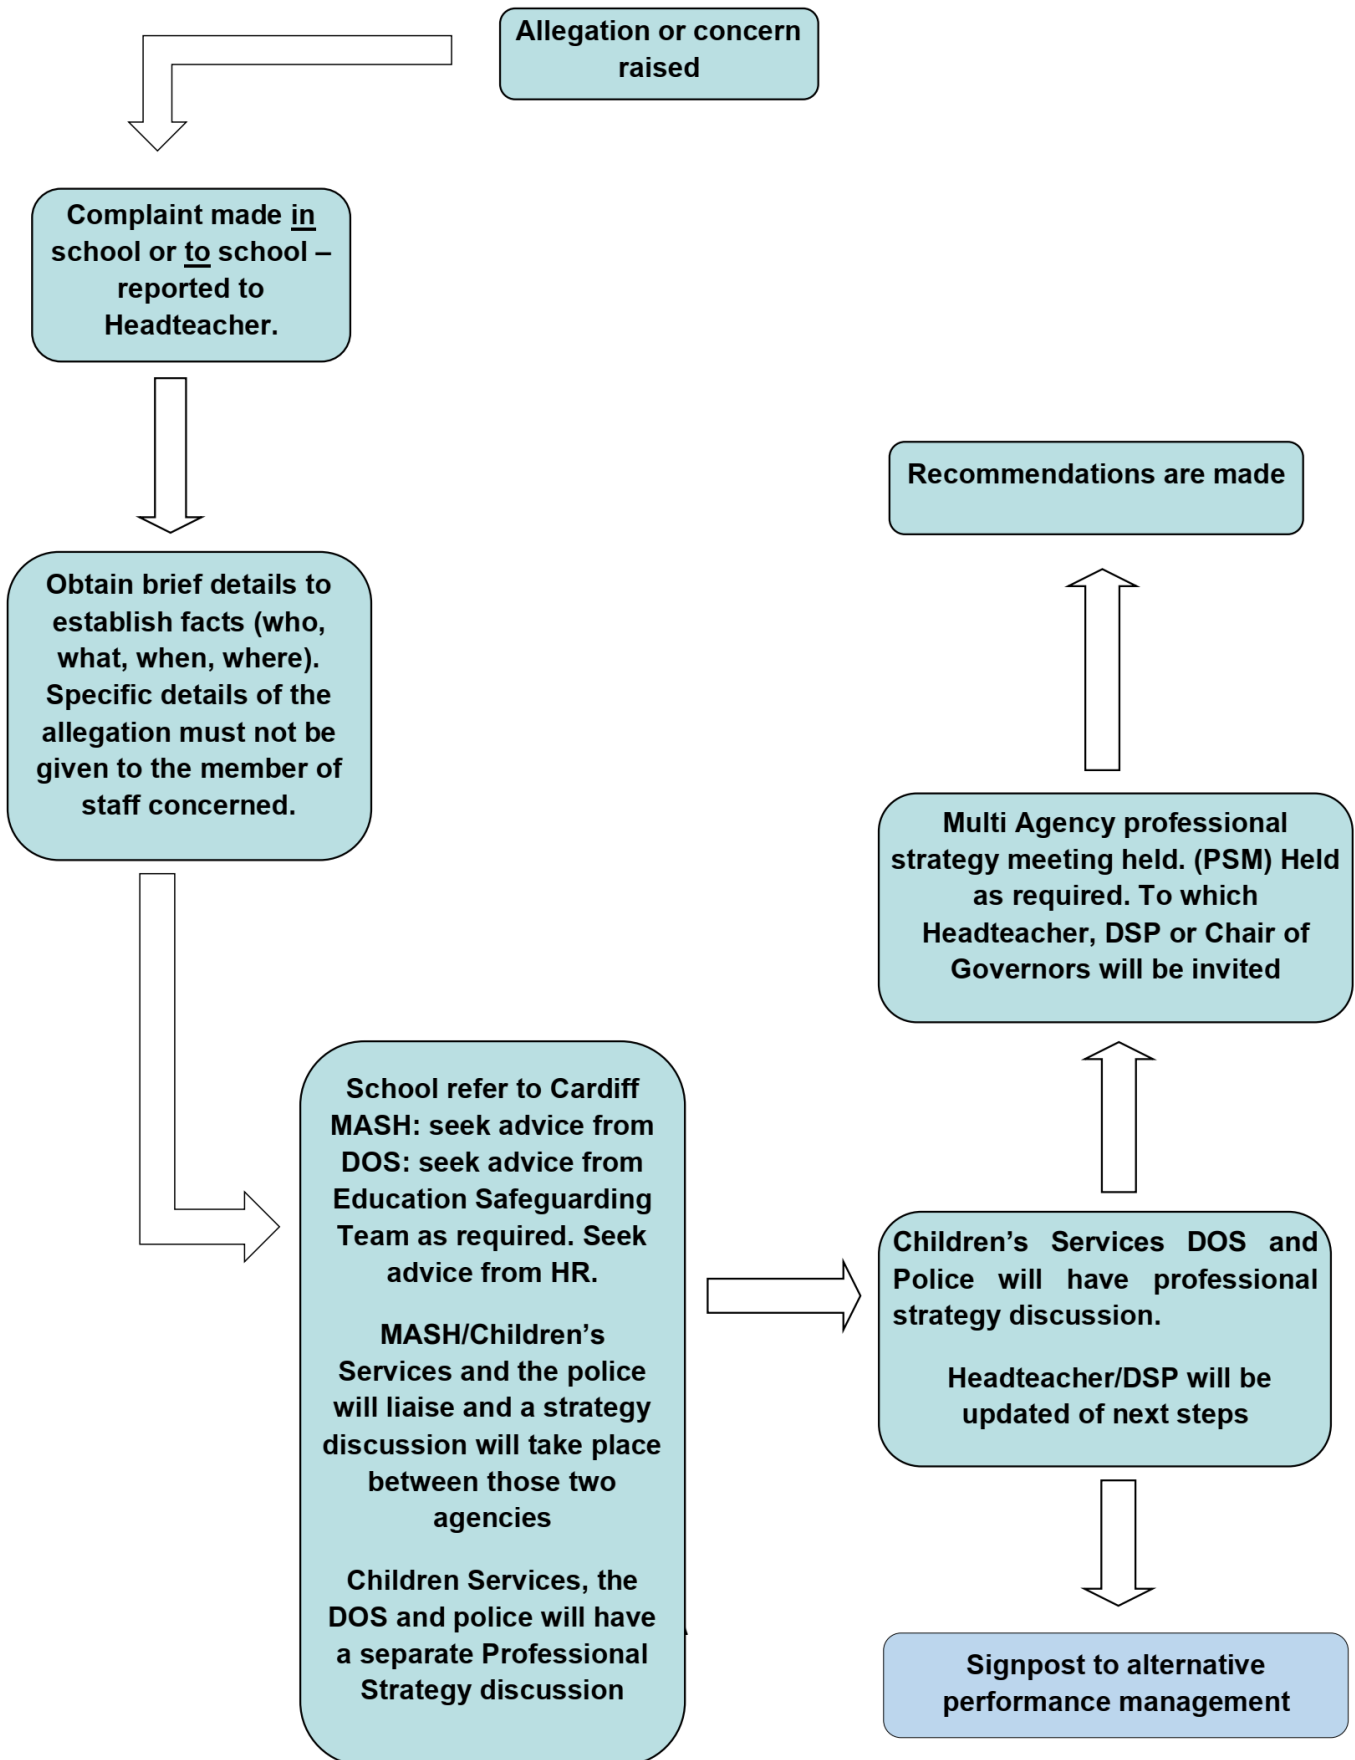 Allegation or concern
raised
Complaint made in
school or to school –
reported to
Headteacher.
Obtain brief details to
establish facts (who,
what, when, where).
Specific details of the
allegation must not be
given to the member of
staff concerned.
School refer to Cardiff
MASH: seek advice from
DOS: seek advice from
Education Safeguarding
Team as required. Seek
advice from HR.
MASH/Children’s
Services and the police
will liaise and a strategy
discussion will take place
between those two
agencies
Children Services, the
DOS and police will have
a separate Professional
Strategy discussion
Children’s Services DOS and
Police will have professional
strategy discussion.
Headteacher/DSP will be
updated of next steps
Multi Agency professional
strategy meeting held. (PSM) Held
as required. To which
Headteacher, DSP or Chair of
Governors will be invited
Recommendations are made
Signpost to alternative
performance management